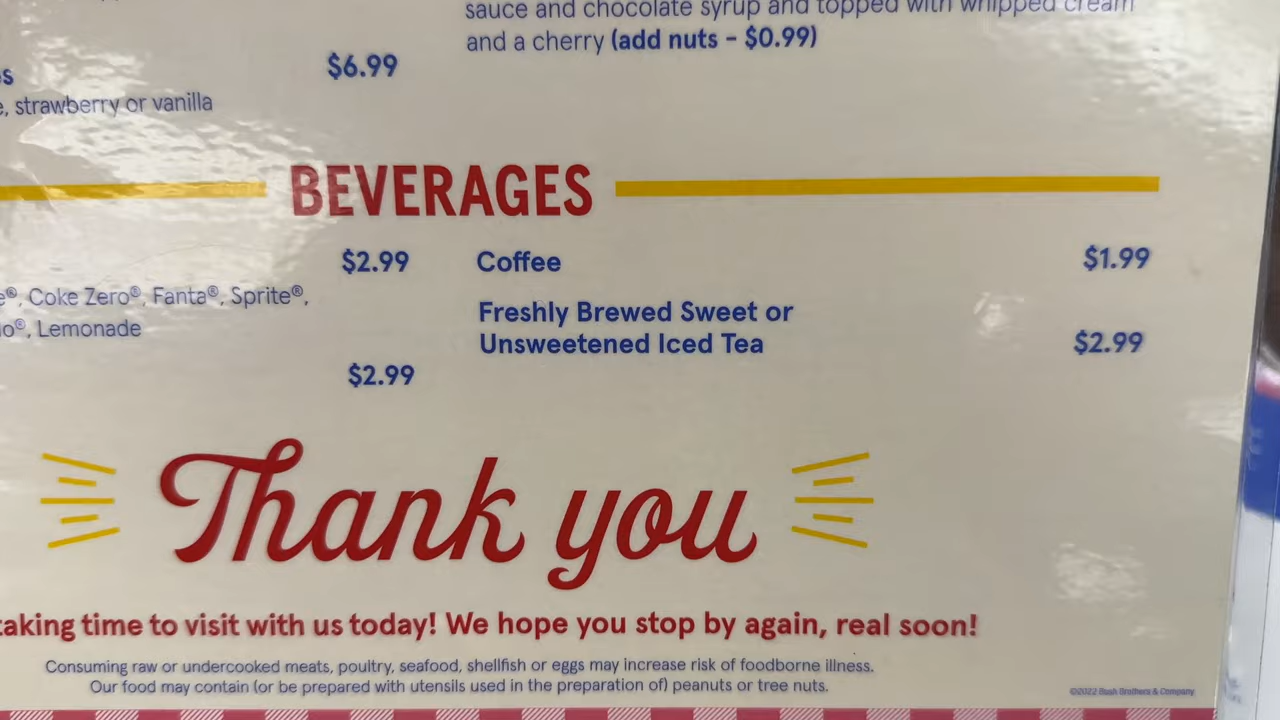 sauce and chocolate syrup and topped with whipped cream
and a cherry (add nuts - $0.99)
$6.99
strawberry or vanilla
BEVERAGES
$2.99
Coke Zero®, Fanta®, Sprite®,
Lemonade
$2.99
Coffee $1.99
Freshly Brewed Sweet or
Unsweetened Iced Tea $2.99
Thank you
taking time to visit with us today! We hope you stop by again, real soon!
Consuming raw or undercooked meats, poultry, seafood, shellfish or eggs may increase risk of foodborne illness.
Our food may contain (or be prepared with utensils used in the preparation of) peanuts or tree nuts.
©2022 Bush Brothers & Company